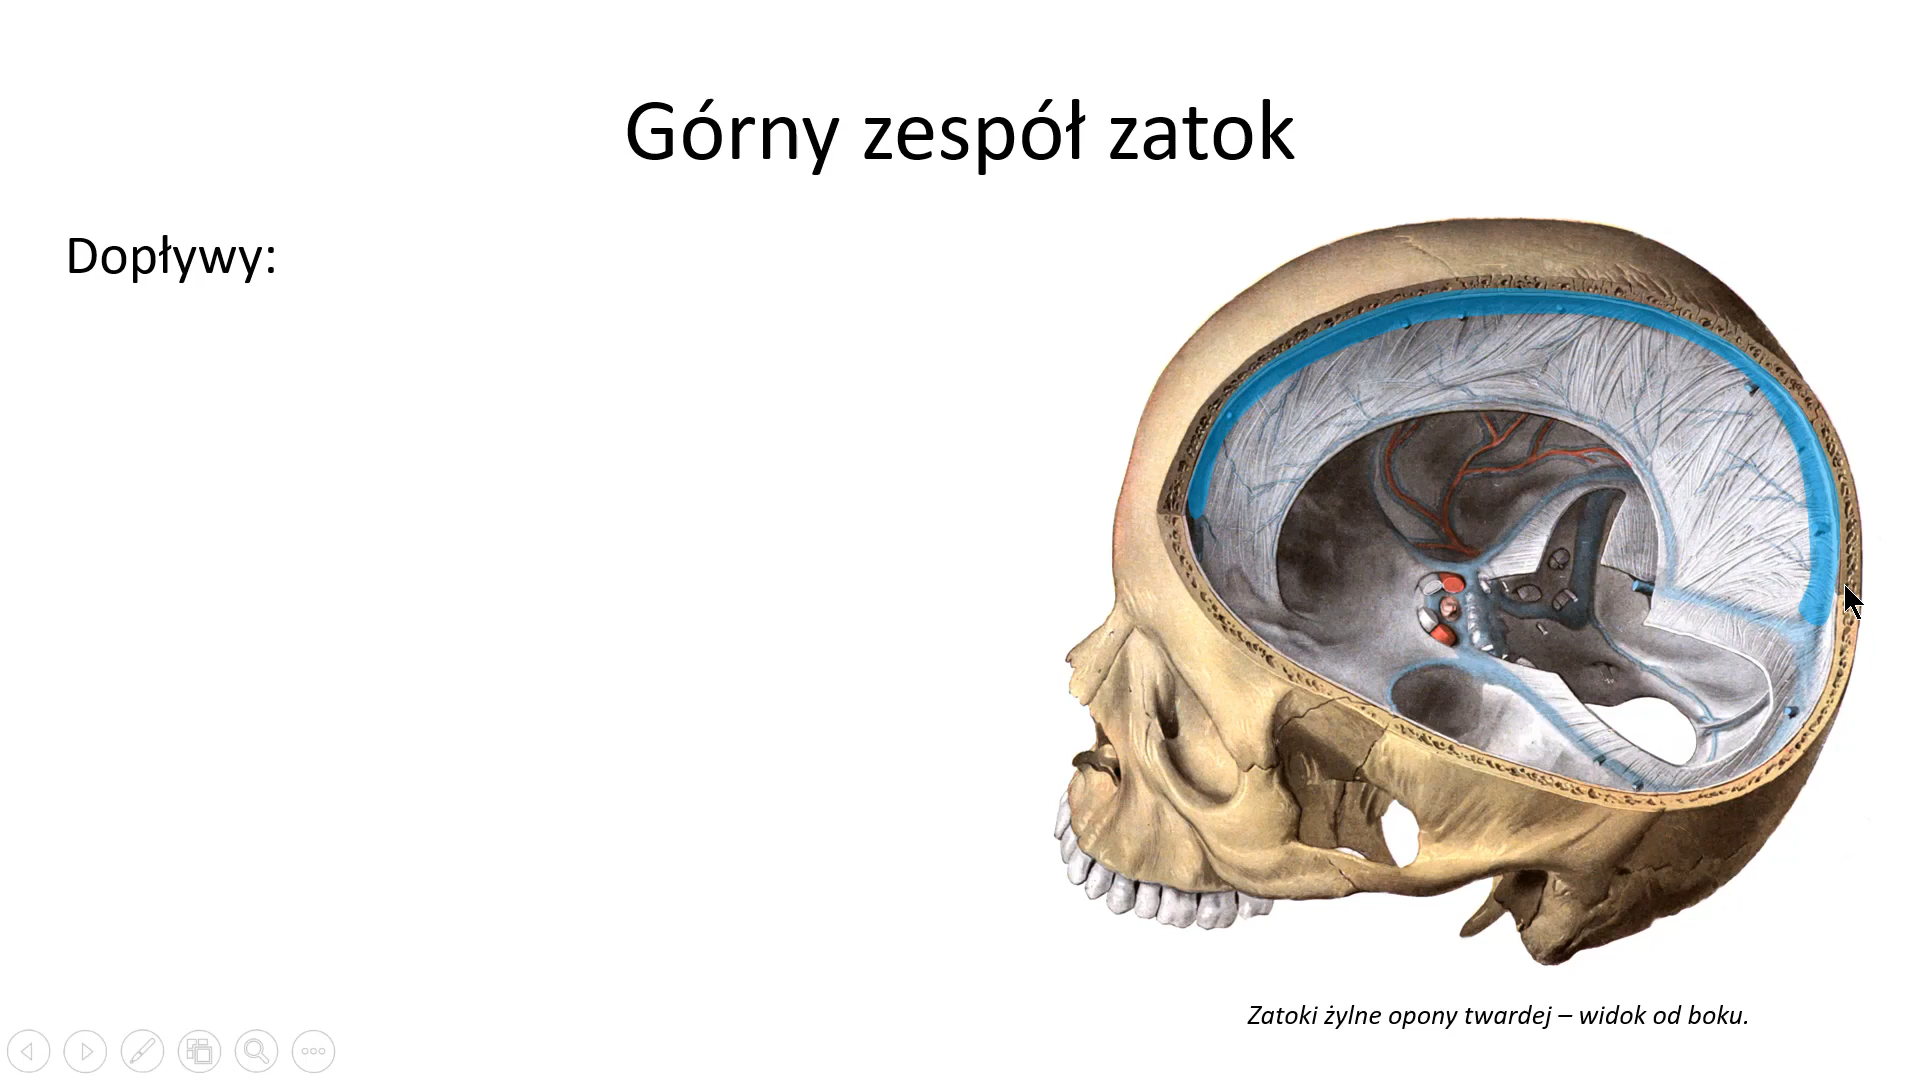 Górny zespół zatok
Dopływy:
Zatoki żylne opony twardej – widok od boku.